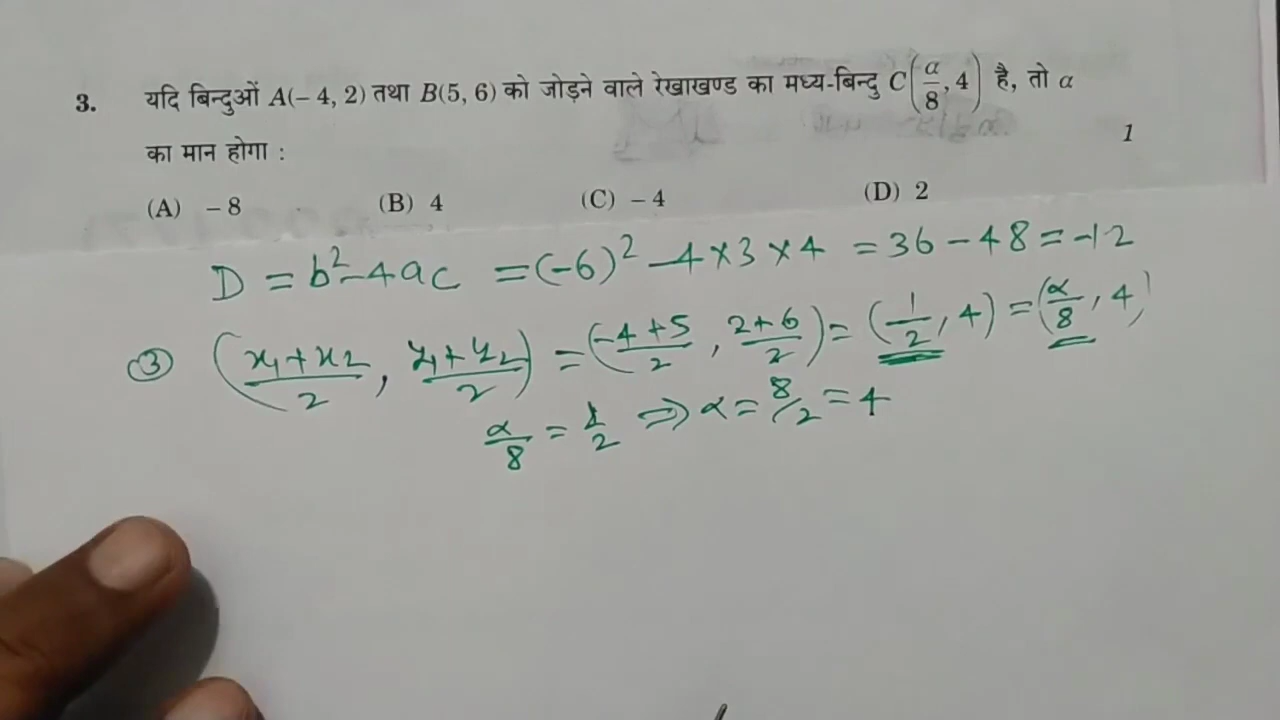 3. यदि बिन्दुओं A(– 4, 2) तथा B(5, 6) को जोड़ने वाले रेखाखण्ड का मध्य-बिन्दु C(α/8, 4) है, तो α
का मान होगा : 1
(A) – 8 (B) 4 (C) – 4 (D) 2
D = b² - 4ac = (-6)² - 4×3×4 = 36 - 48 = -12
③ (x₁+x₂/2, y₁+y₂/2) = (-4+5/2, 2+6/2) = (1/2, 4) = (α/8, 4)
α/8 = 1/2 ⇒ α = 8/2 = 4